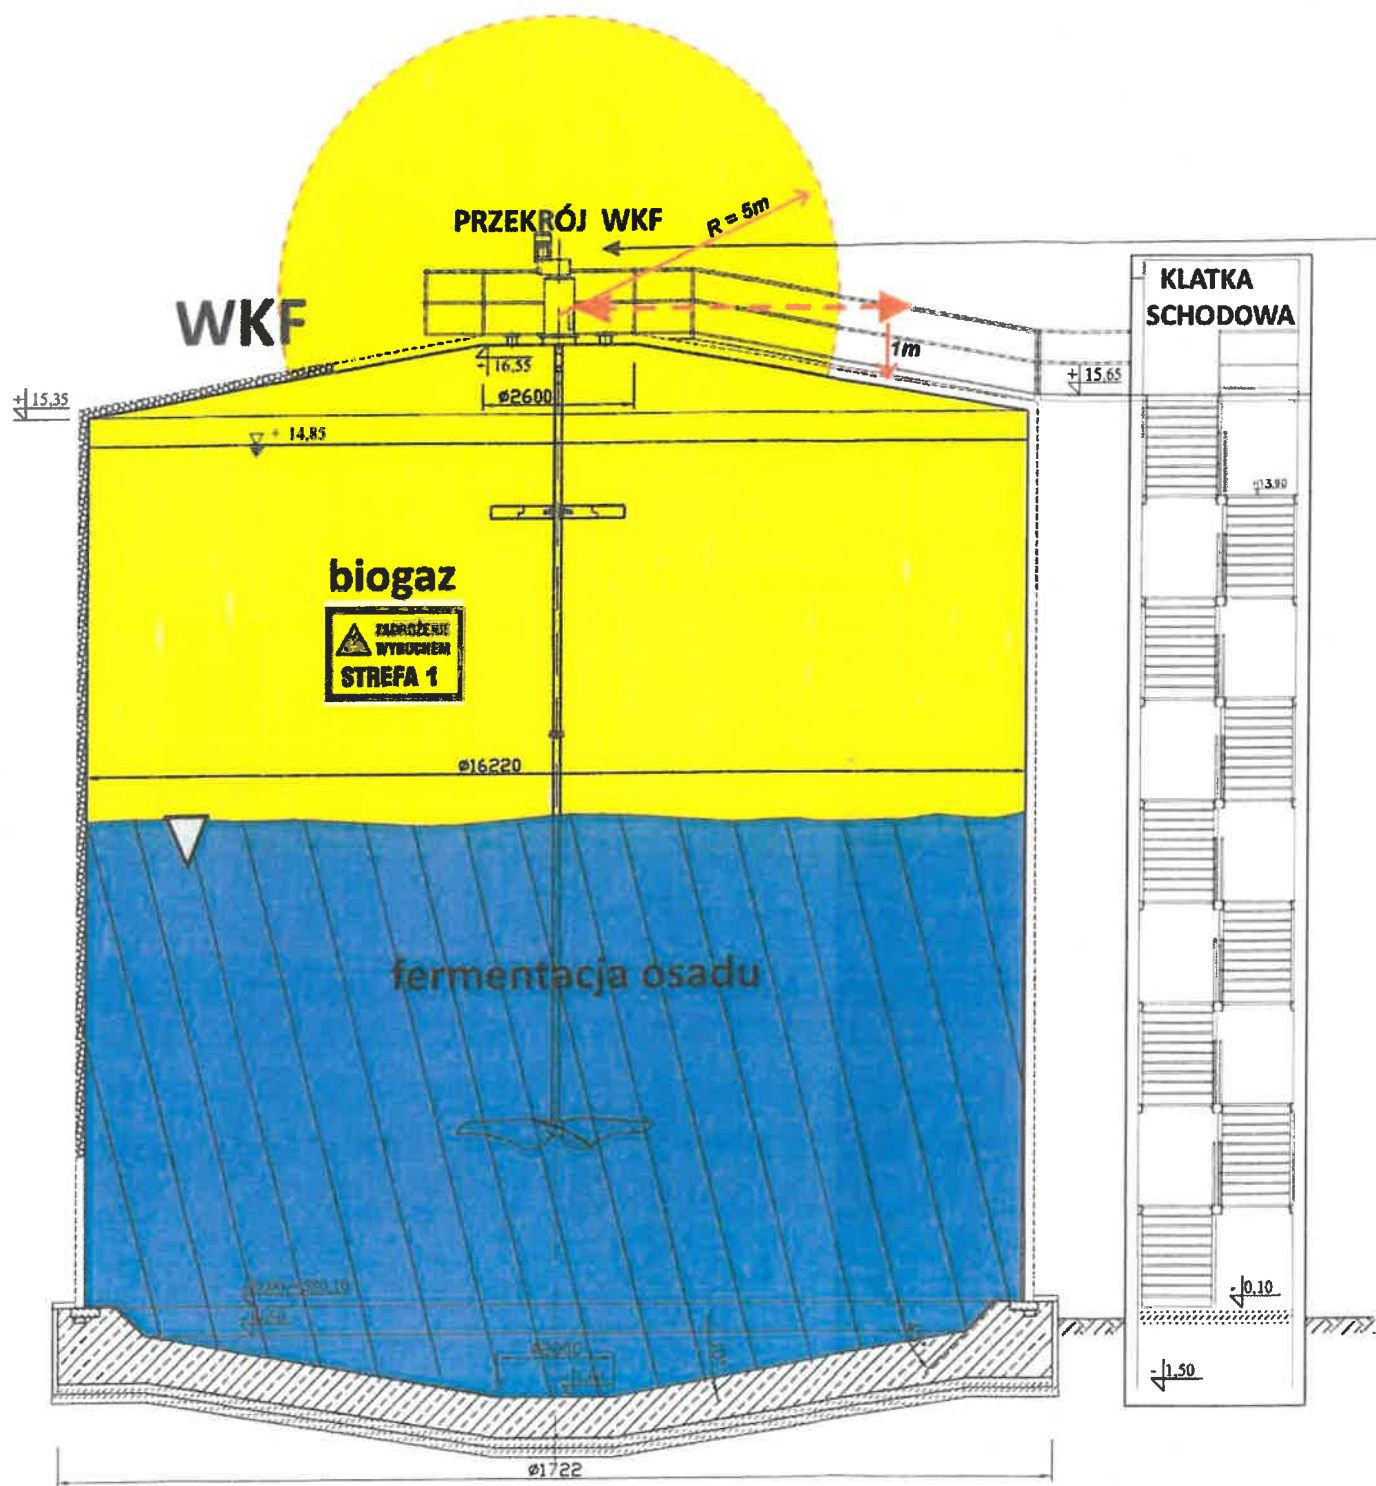 PRZEKRÓJ WKF
R = 5m
WKF
KLATKA
SCHODOWA
1m
+ 16,55
+ 15,65
+ 15,35
ø2600
+ 14,85
+13,90
biogaz
ZAGROŻENIE
WYBUCHEM
STREFA 1
ø16220
fermentacja osadu
- 0,10
- 1,50
ø1722